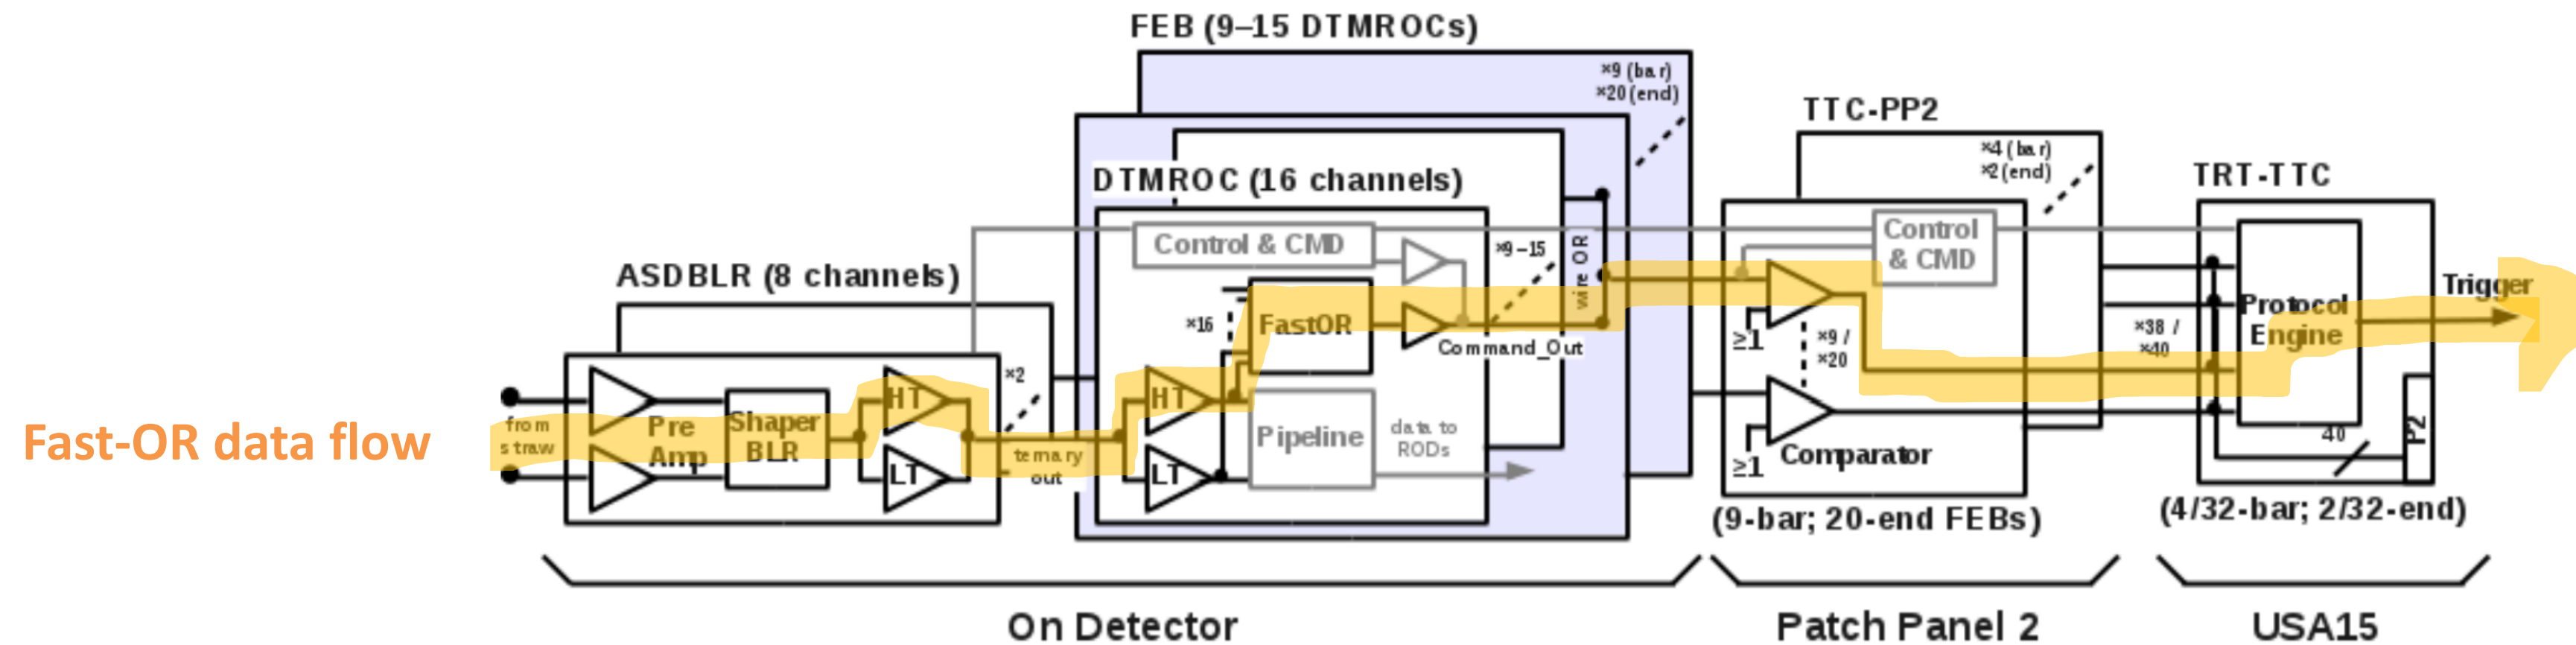 FEB (9–15 DTMROCs)
×9 (bar)
×20 (end)
TTC-PP2
×4 (bar)
×2 (end)
TRT-TTC
DTMROC (16 channels)
Control & CMD
×9–15
wire OR
Control
& CMD
ASDBLR (8 channels)
×16
FastOR
Command_Out
≥1
×9 /
×20
×38 /
×40
Protocol
Engine
Trigger
Fast-OR data flow
from
straw
Pre
Amp
Shaper
BLR
HT
LT
×2
ternary
out
HT
LT
Pipeline
data to
RODs
≥1
Comparator
40
P2
(9-bar; 20-end FEBs)
(4/32-bar; 2/32-end)
On Detector
Patch Panel 2
USA15